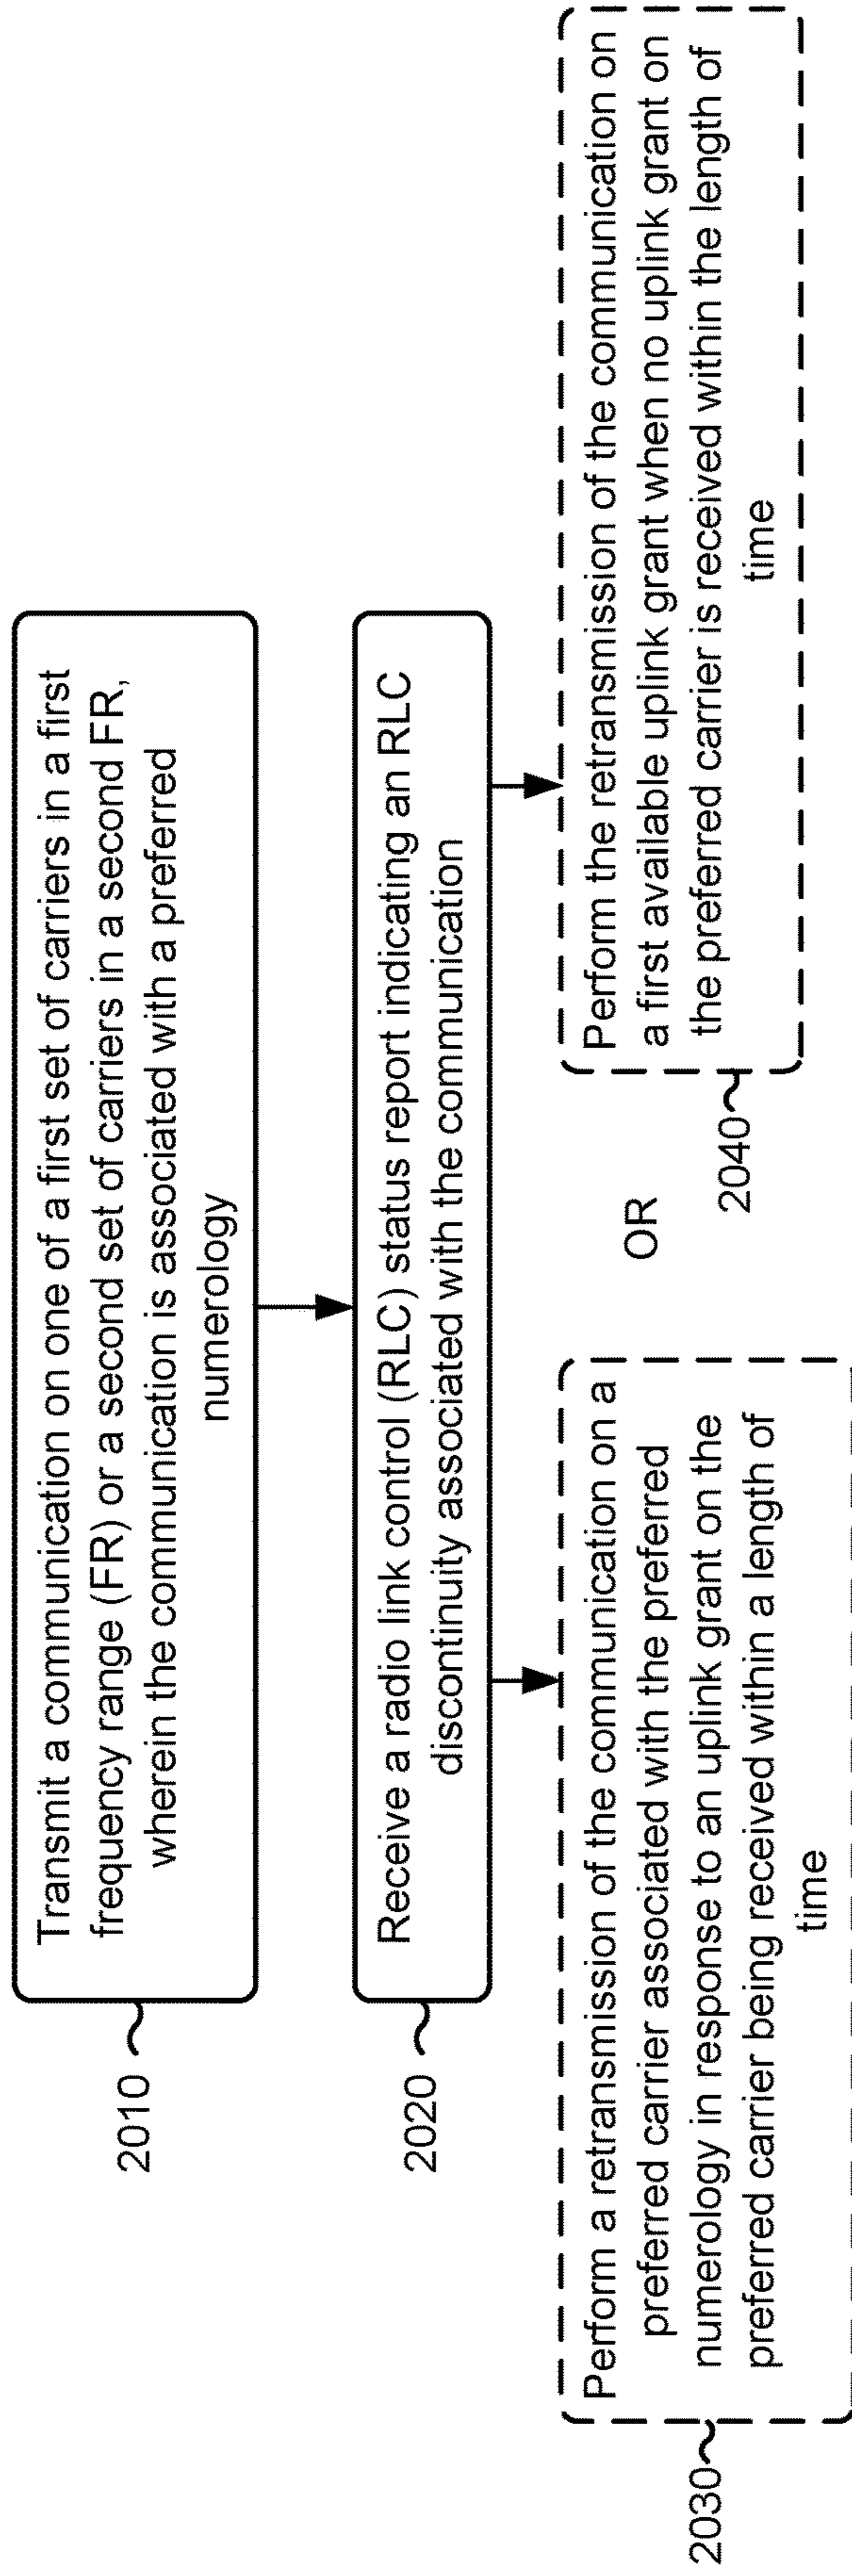 2010
Transmit a communication on one of a first set of carriers in a first
frequency range (FR) or a second set of carriers in a second FR,
wherein the communication is associated with a preferred
numerology
2020
Receive a radio link control (RLC) status report indicating an RLC
discontinuity associated with the communication
2030
Perform a retransmission of the communication on a
preferred carrier associated with the preferred
numerology in response to an uplink grant on the
preferred carrier being received within a length of
time
OR
2040
Perform the retransmission of the communication on
a first available uplink grant when no uplink grant on
the preferred carrier is received within the length of
time